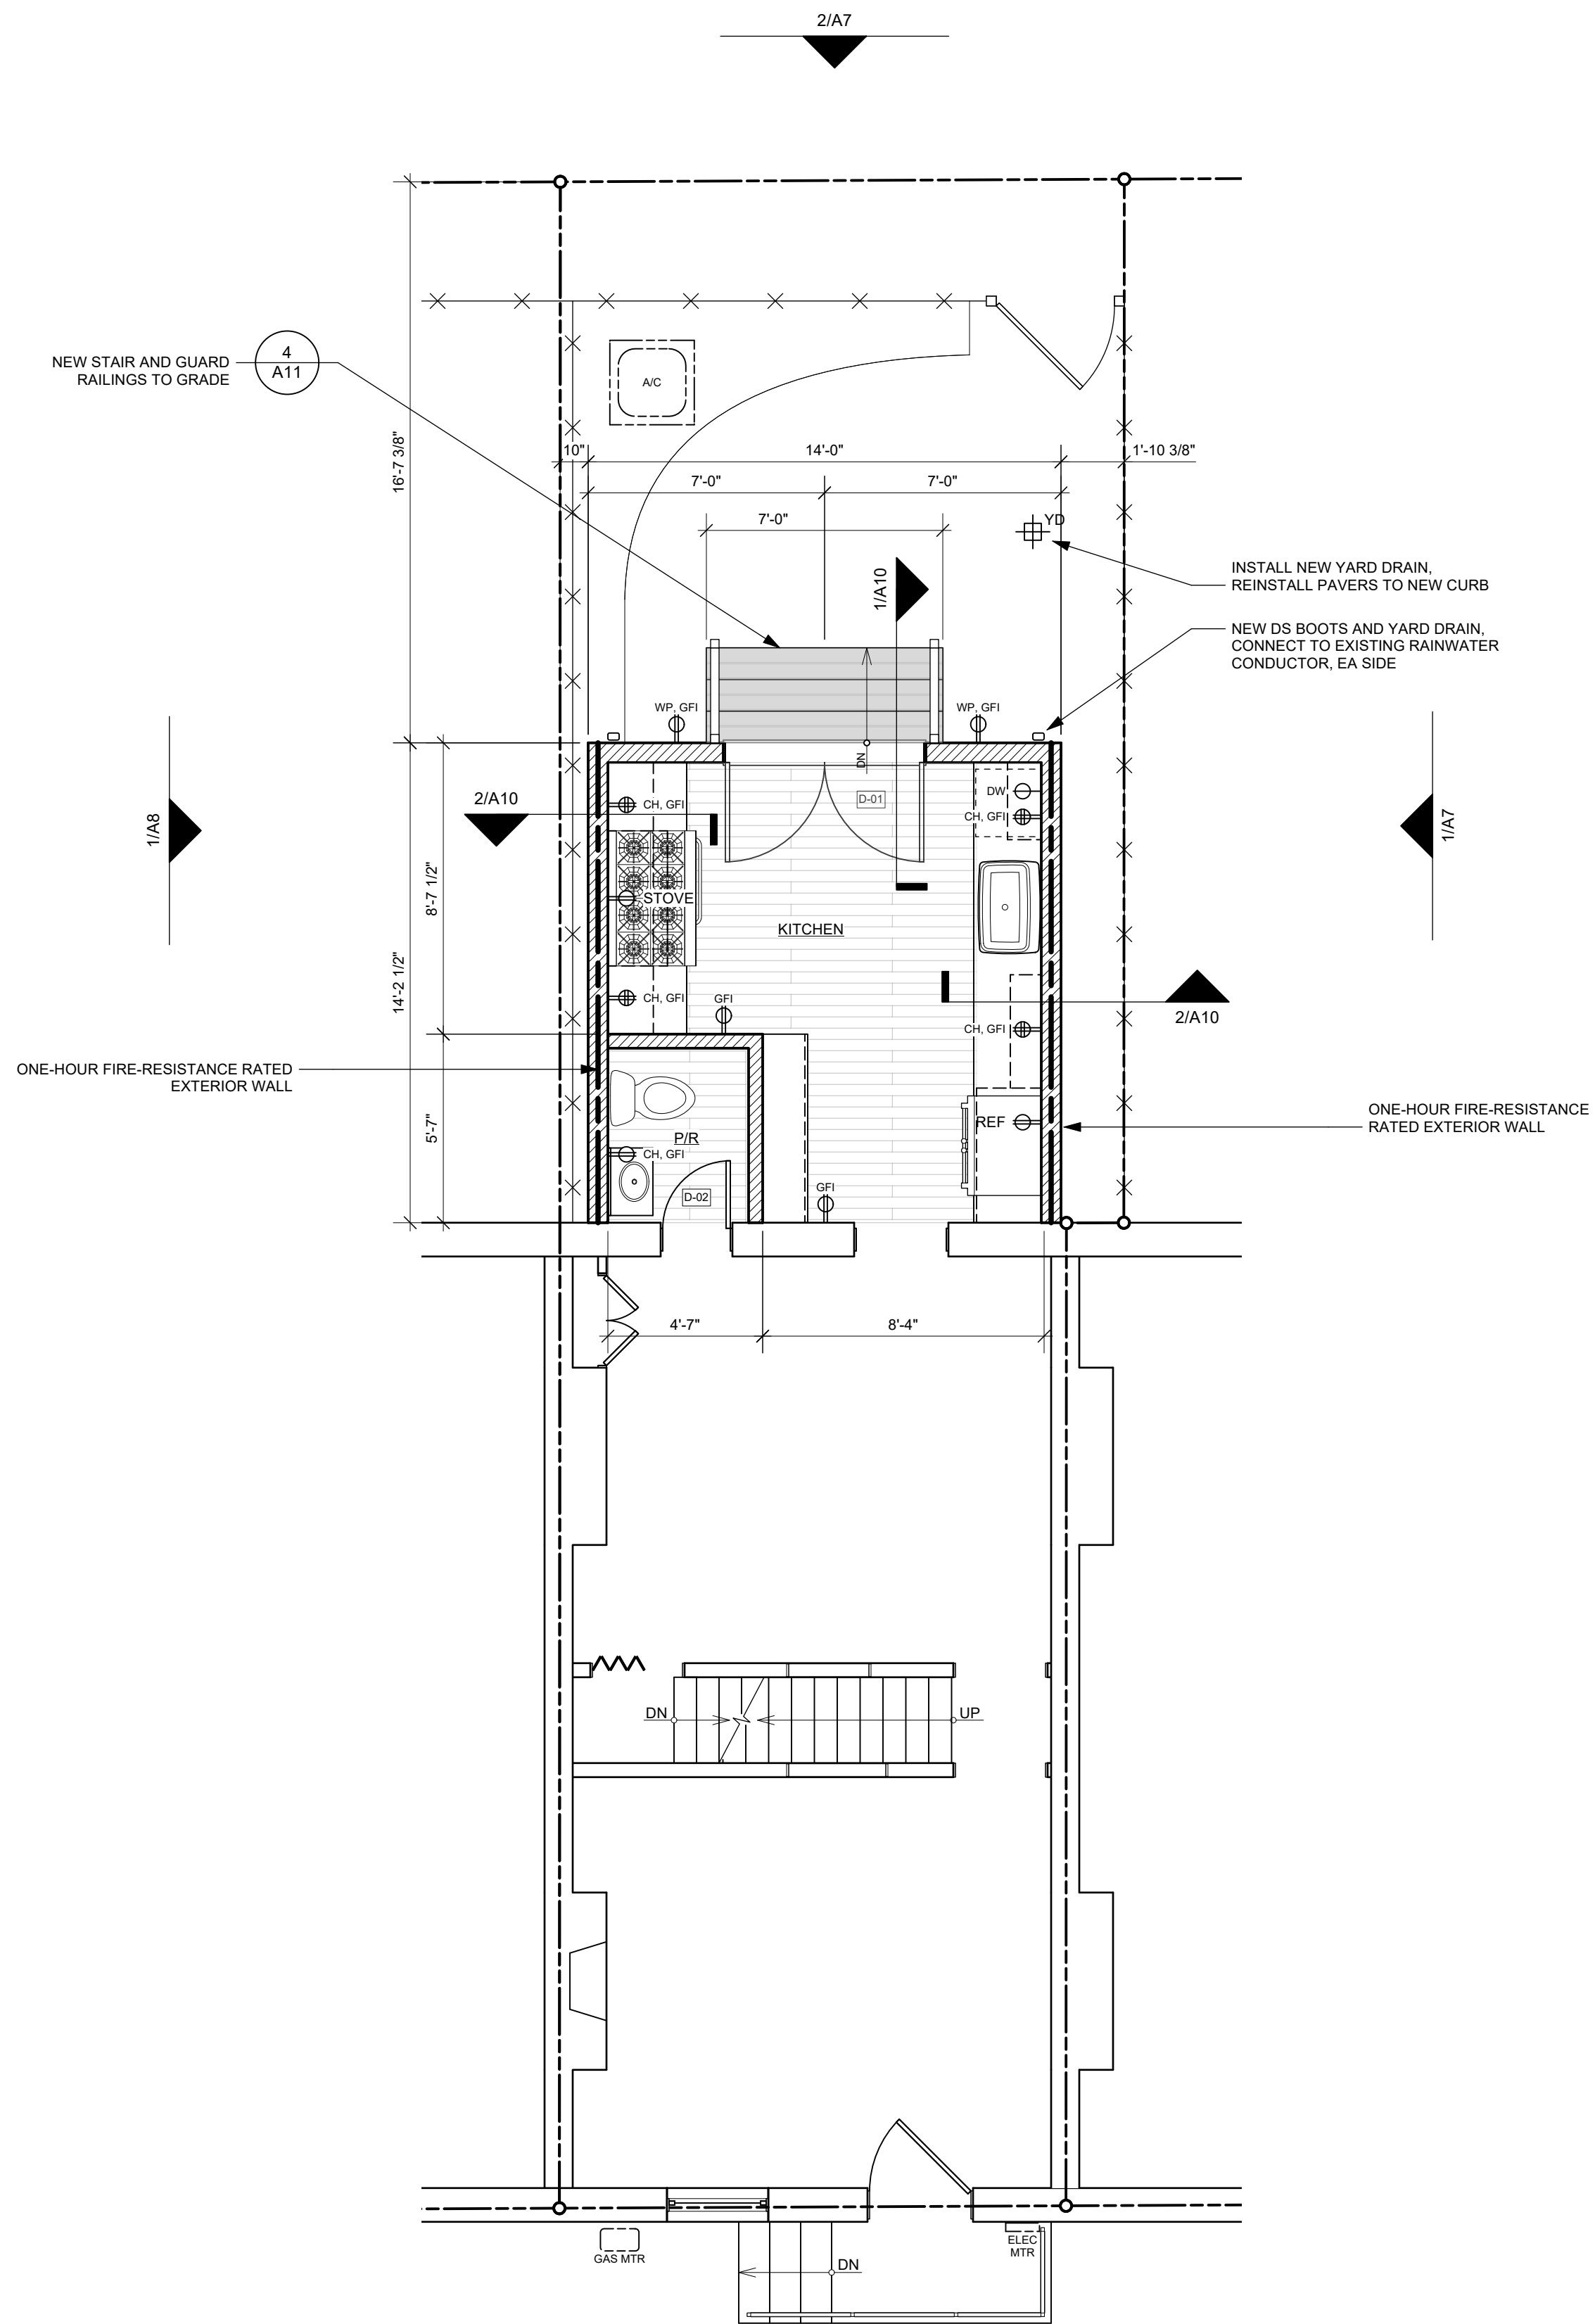 2/A7
NEW STAIR AND GUARD
RAILINGS TO GRADE
4
A11
A/C
16'-7 3/8"
10"
14'-0"
1'-10 3/8"
7'-0"
7'-0"
7'-0"
YD
1/A10
INSTALL NEW YARD DRAIN,
REINSTALL PAVERS TO NEW CURB
NEW DS BOOTS AND YARD DRAIN,
CONNECT TO EXISTING RAINWATER
CONDUCTOR, EA SIDE
WP, GFI
WP, GFI
DN
1/A8
2/A10
CH, GFI
D-01
DW
CH, GFI
1/A7
8'-7 1/2"
STOVE
KITCHEN
14'-2 1/2"
CH, GFI
GFI
CH, GFI
2/A10
ONE-HOUR FIRE-RESISTANCE RATED
EXTERIOR WALL
ONE-HOUR FIRE-RESISTANCE
RATED EXTERIOR WALL
5'-7"
P/R
REF
CH, GFI
D-02
GFI
4'-7"
8'-4"
DN
UP
GAS MTR
ELEC
MTR
DN